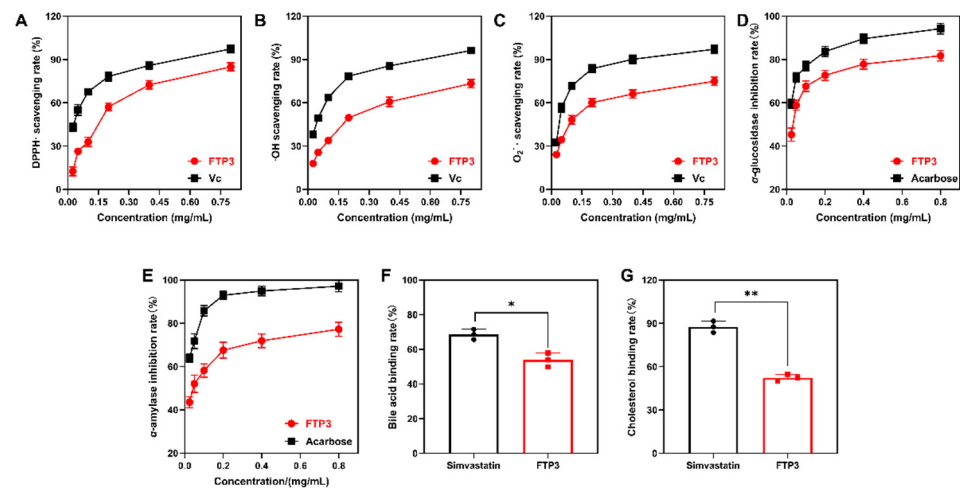 A
DPPH· scavenging rate (%)
120
90
60
30
0
0.00 0.15 0.30 0.45 0.60 0.75
Concentration (mg/mL)
FTP3
Vc
B
·OH scavenging rate (%)
120
90
60
30
0
0.00 0.15 0.30 0.45 0.60 0.75
Concentration (mg/mL)
FTP3
Vc
C
O₂⁻· scavenging rate (%)
120
90
60
30
0
0.00 0.15 0.30 0.45 0.60 0.75
Concentration (mg/mL)
FTP3
Vc
D
α-glucosidase inhibition rate (%)
100
80
60
40
20
0.0 0.2 0.4 0.6 0.8
Concentration (mg/mL)
FTP3
Acarbose
E
α-amylase inhibition rate (%)
100
80
60
40
20
0.0 0.2 0.4 0.6 0.8
Concentration/(mg/mL)
FTP3
Acarbose
F
Bile acid binding rate (%)
100
80
60
40
20
0
*
Simvastatin FTP3
G
Cholesterol binding rate (%)
120
90
60
30
0
**
Simvastatin FTP3